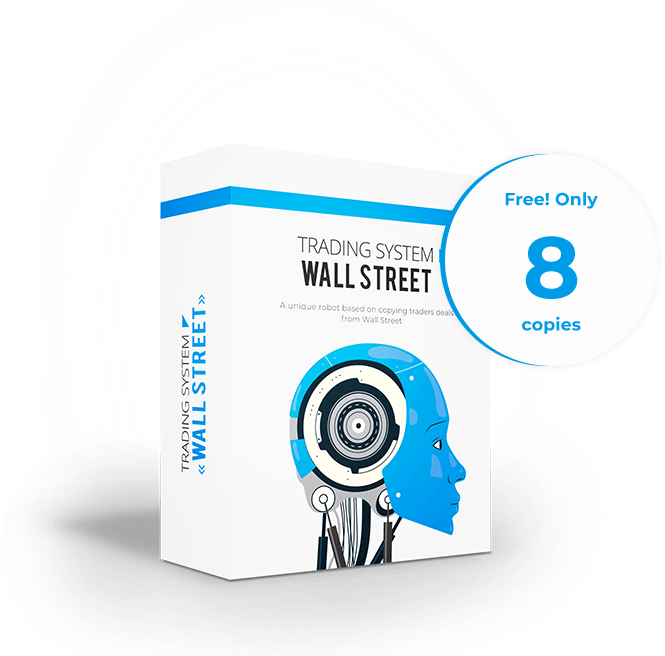 Free! Only
8
copies
TRADING SYSTEM
WALL STREET
A unique robot based on copying traders deals
from Wall Street
TRADING SYSTEM
«WALL STREET»